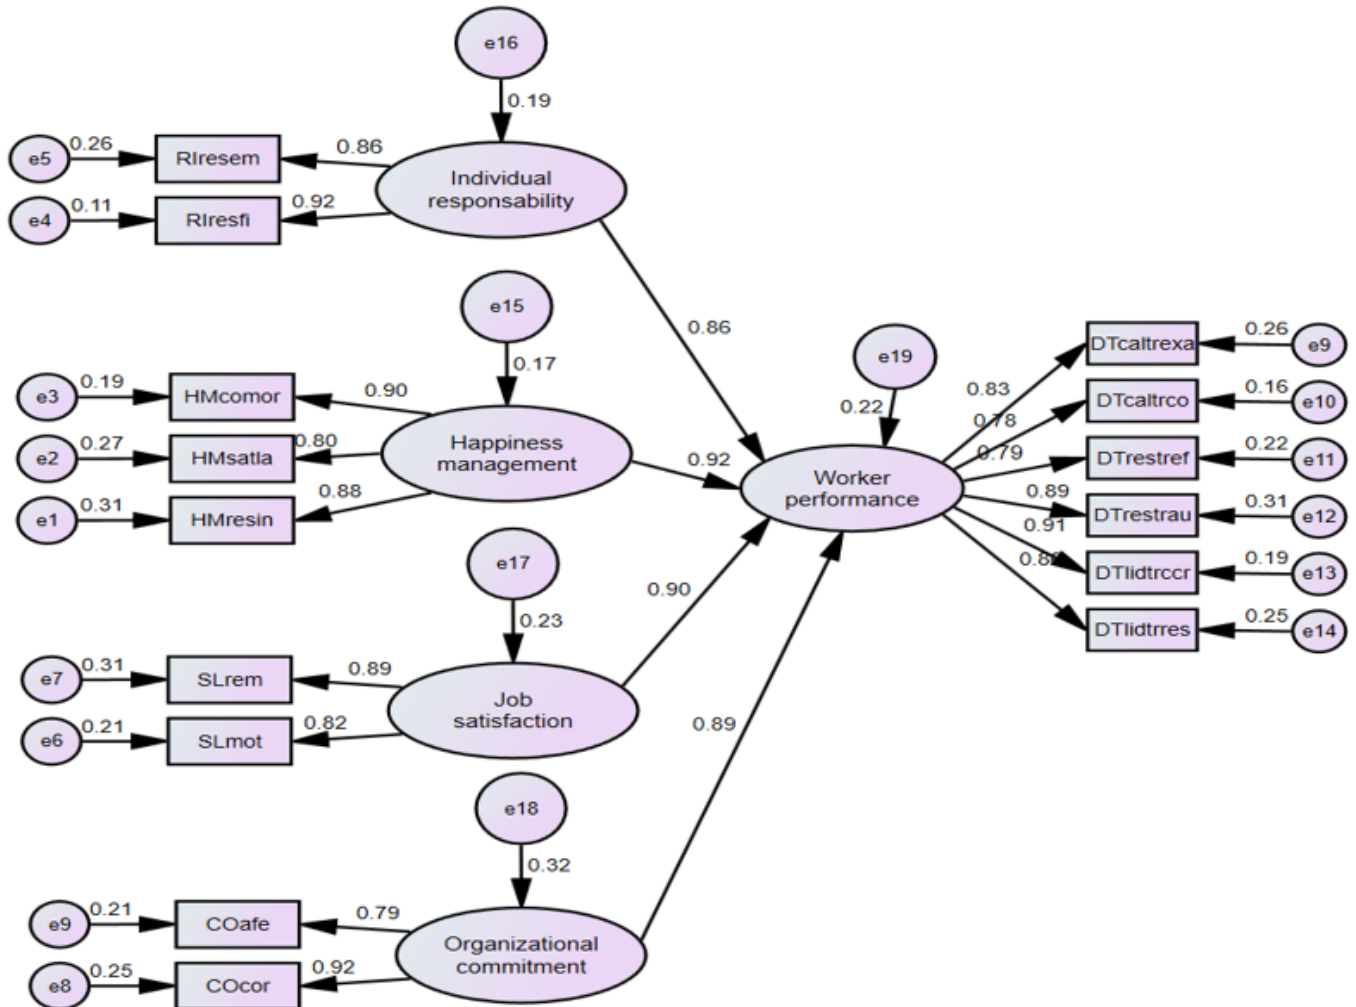 e16
0.19
e5
0.26
RIresem
0.86
Individual
responsability
e4
0.11
RIresfi
0.92
e15
0.17
0.86
e3
0.19
HMcomor
0.90
e2
0.27
HMsatla
0.80
Happiness
management
e1
0.31
HMresin
0.88
0.92
e19
0.22
Worker
performance
0.83
DTcaltrexa
0.26
e9
0.78
DTcaltrco
0.16
e10
0.79
DTrestref
0.22
e11
0.89
DTrestrau
0.31
e12
0.91
DTlidtrccr
0.19
e13
DTlidtrres
0.25
e14
e17
0.23
0.90
e7
0.31
SLrem
0.89
Job
satisfaction
e6
0.21
SLmot
0.82
e18
0.32
0.89
e9
0.21
COafe
0.79
Organizational
commitment
e8
0.25
COcor
0.92